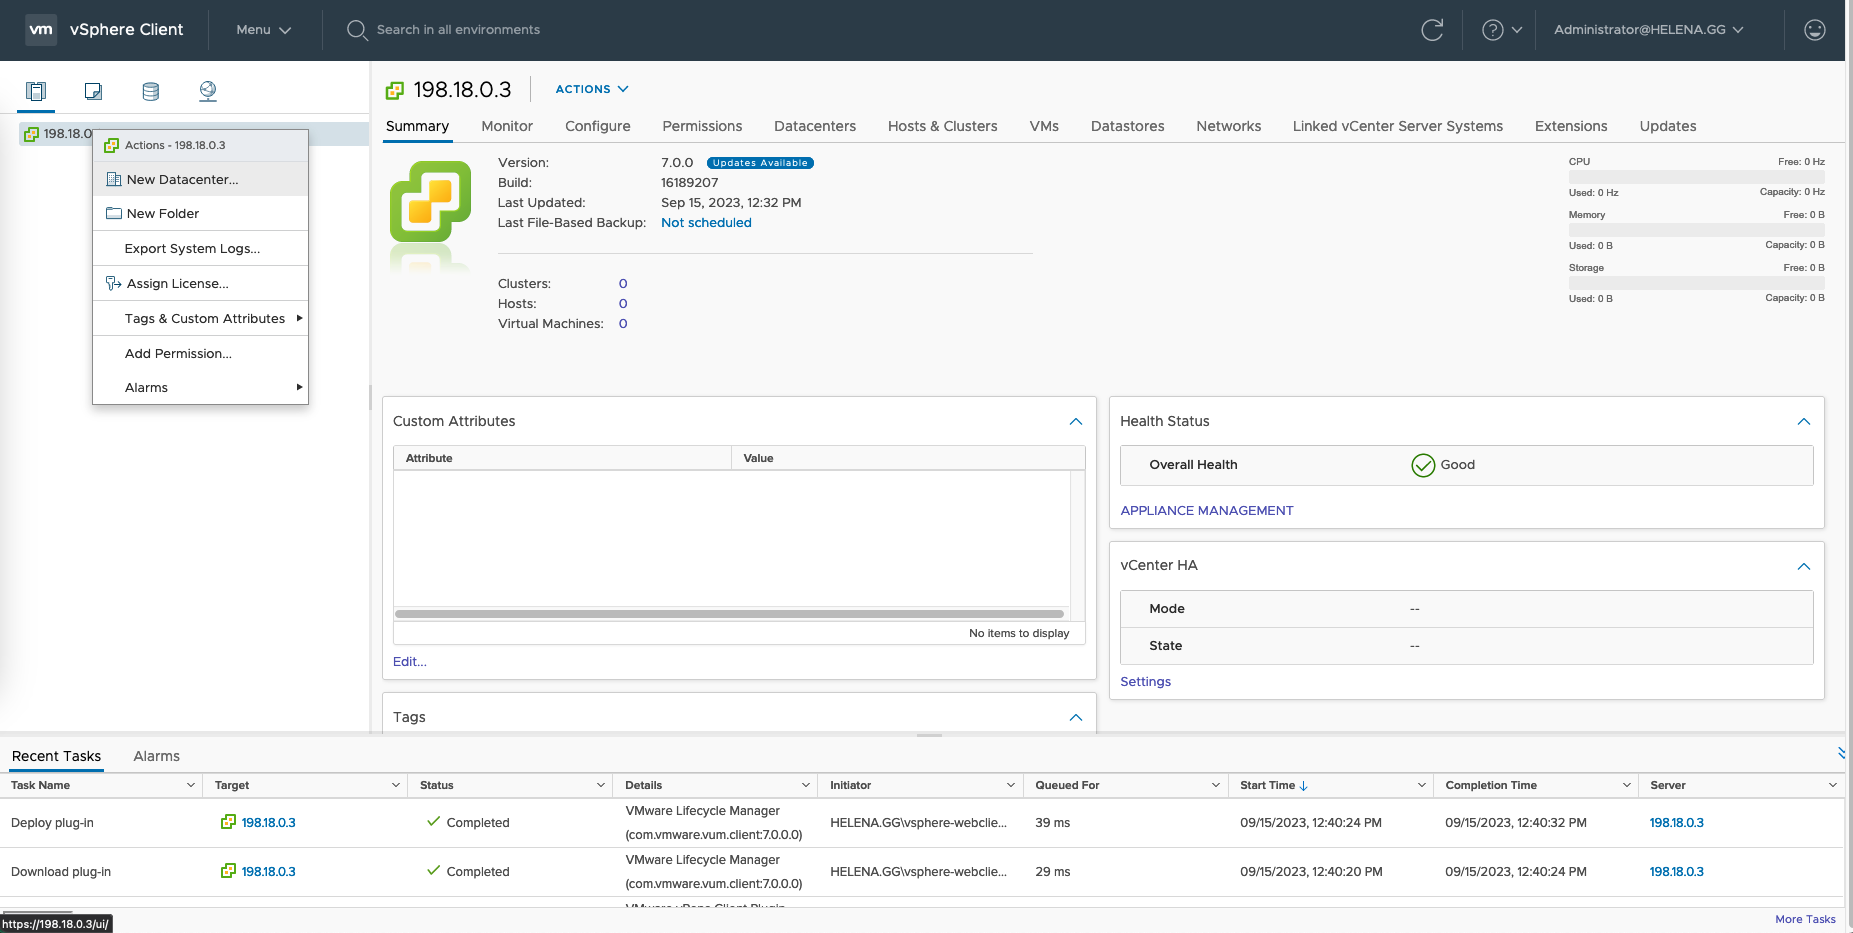 vm vSphere Client Menu Search in all environments Administrator@HELENA.GG
198.18.0
Actions - 198.18.0.3
New Datacenter...
New Folder
Export System Logs...
Assign License...
Tags & Custom Attributes
Add Permission...
Alarms
198.18.0.3 ACTIONS
Summary Monitor Configure Permissions Datacenters Hosts & Clusters VMs Datastores Networks Linked vCenter Server Systems Extensions Updates
Version: 7.0.0 Updates Available
Build: 16189207
Last Updated: Sep 15, 2023, 12:32 PM
Last File-Based Backup: Not scheduled
Clusters: 0
Hosts: 0
Virtual Machines: 0
CPU Free: 0 Hz
Used: 0 Hz Capacity: 0 Hz
Memory Free: 0 B
Used: 0 B Capacity: 0 B
Storage Free: 0 B
Used: 0 B Capacity: 0 B
Custom Attributes
Attribute Value
No items to display
Edit...
Tags
Health Status
Overall Health Good
APPLIANCE MANAGEMENT
vCenter HA
Mode --
State --
Settings
Recent Tasks Alarms
Task Name Target Status Details Initiator Queued For Start Time Completion Time Server
Deploy plug-in 198.18.0.3 Completed VMware Lifecycle Manager HELENA.GG\vsphere-webclie... 39 ms 09/15/2023, 12:40:24 PM 09/15/2023, 12:40:32 PM 198.18.0.3
(com.vmware.vum.client:7.0.0.0)
Download plug-in 198.18.0.3 Completed VMware Lifecycle Manager HELENA.GG\vsphere-webclie... 29 ms 09/15/2023, 12:40:20 PM 09/15/2023, 12:40:24 PM 198.18.0.3
(com.vmware.vum.client:7.0.0.0)
https://198.18.0.3/ui/ More Tasks